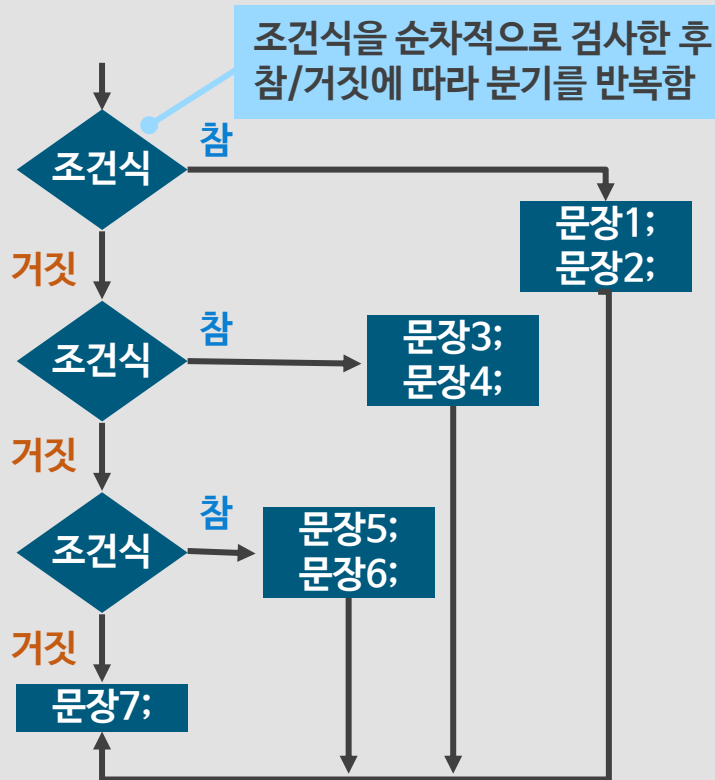 조건식을 순차적으로 검사한 후
참/거짓에 따라 분기를 반복함
조건식
참
문장1;
문장2;
거짓
조건식
참
문장3;
문장4;
거짓
조건식
참
문장5;
문장6;
거짓
문장7;